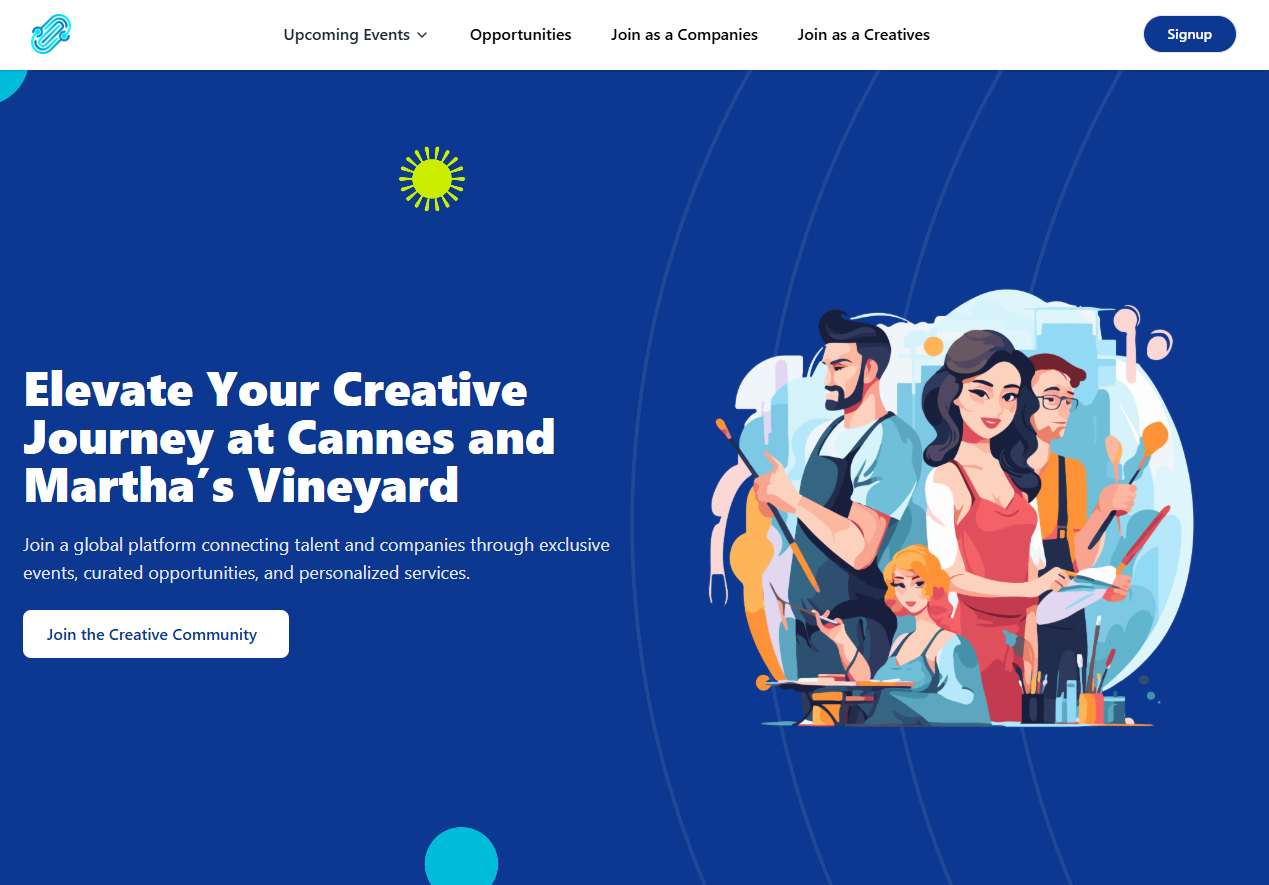 Upcoming Events
Opportunities
Join as a Companies
Join as a Creatives
Signup
Elevate Your Creative
Journey at Cannes and
Martha’s Vineyard
Join a global platform connecting talent and companies through exclusive
events, curated opportunities, and personalized services.
Join the Creative Community